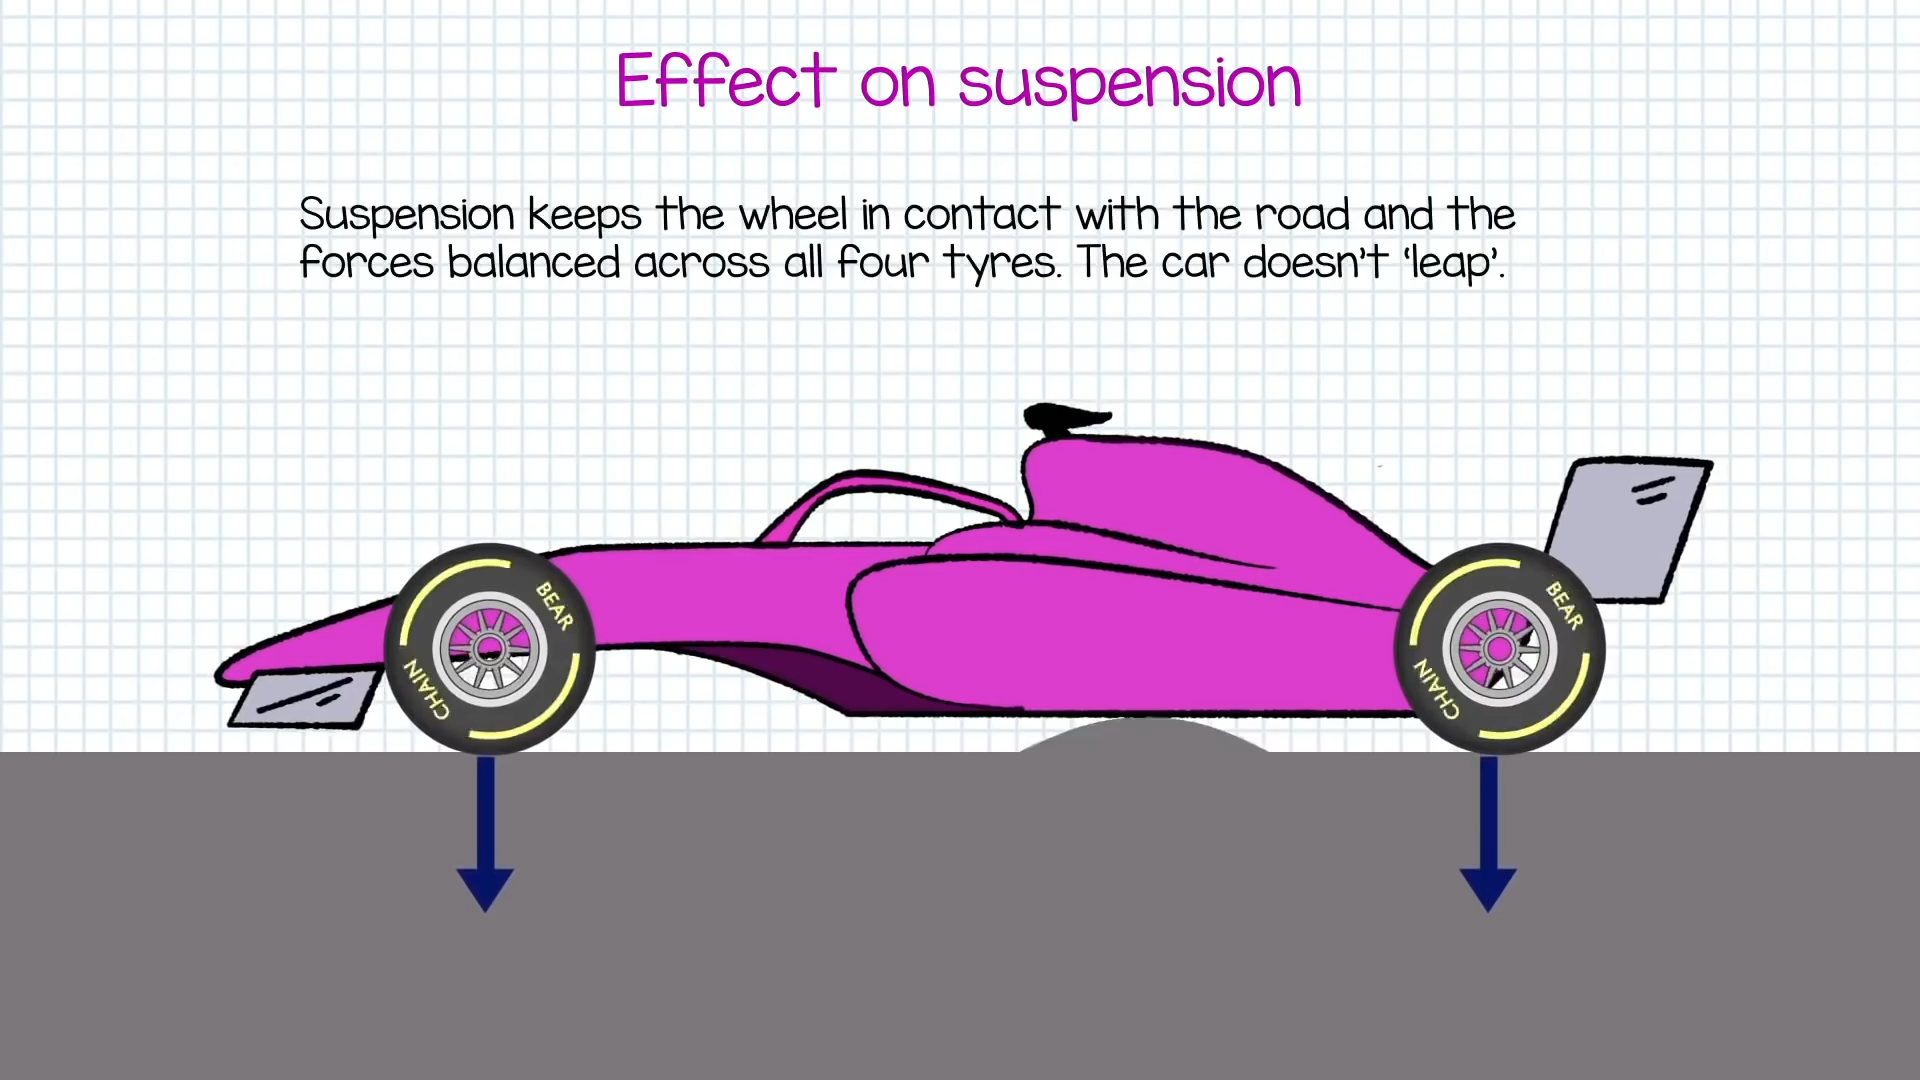 Effect on suspension
Suspension keeps the wheel in contact with the road and the
forces balanced across all four tyres. The car doesn't ‘leap’.
BEAR
CHAIN
BEAR
CHAIN